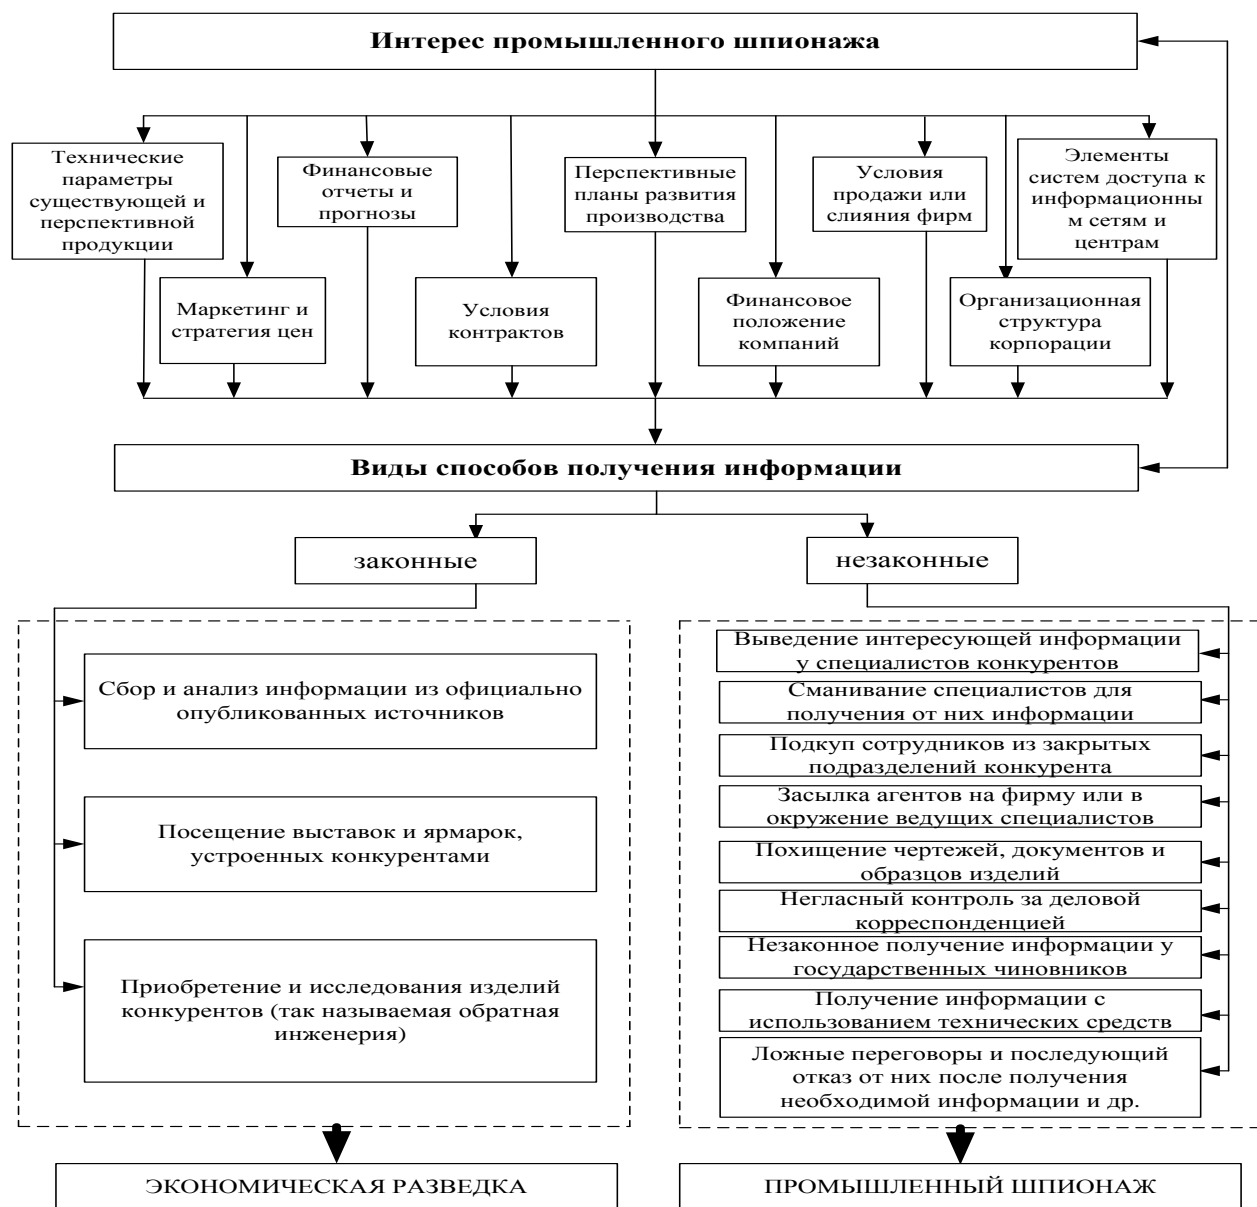 Интерес промышленного шпионажа
Технические
параметры
существующей и
перспективной
продукции
Финансовые
отчеты и
прогнозы
Перспективные
планы развития
производства
Условия
продажи или
слияния фирм
Элементы
систем доступа к
информационны
м сетям и
центрам
Маркетинг и
стратегия цен
Условия
контрактов
Финансовое
положение
компаний
Организационная
структура
корпорации
Виды способов получения информации
законные
незаконные
Сбор и анализ информации из официально
опубликованных источников
Посещение выставок и ярмарок,
устроенных конкурентами
Приобретение и исследования изделий
конкурентов (так называемая обратная
инженерия)
Выведение интересующей информации
у специалистов конкурентов
Сманивание специалистов для
получения от них информации
Подкуп сотрудников из закрытых
подразделений конкурента
Засылка агентов на фирму или в
окружение ведущих специалистов
Похищение чертежей, документов и
образцов изделий
Негласный контроль за деловой
корреспонденцией
Незаконное получение информации у
государственных чиновников
Получение информации с
использованием технических средств
Ложные переговоры и последующий
отказ от них после получения
необходимой информации и др.
ЭКОНОМИЧЕСКАЯ РАЗВЕДКА
ПРОМЫШЛЕННЫЙ ШПИОНАЖ